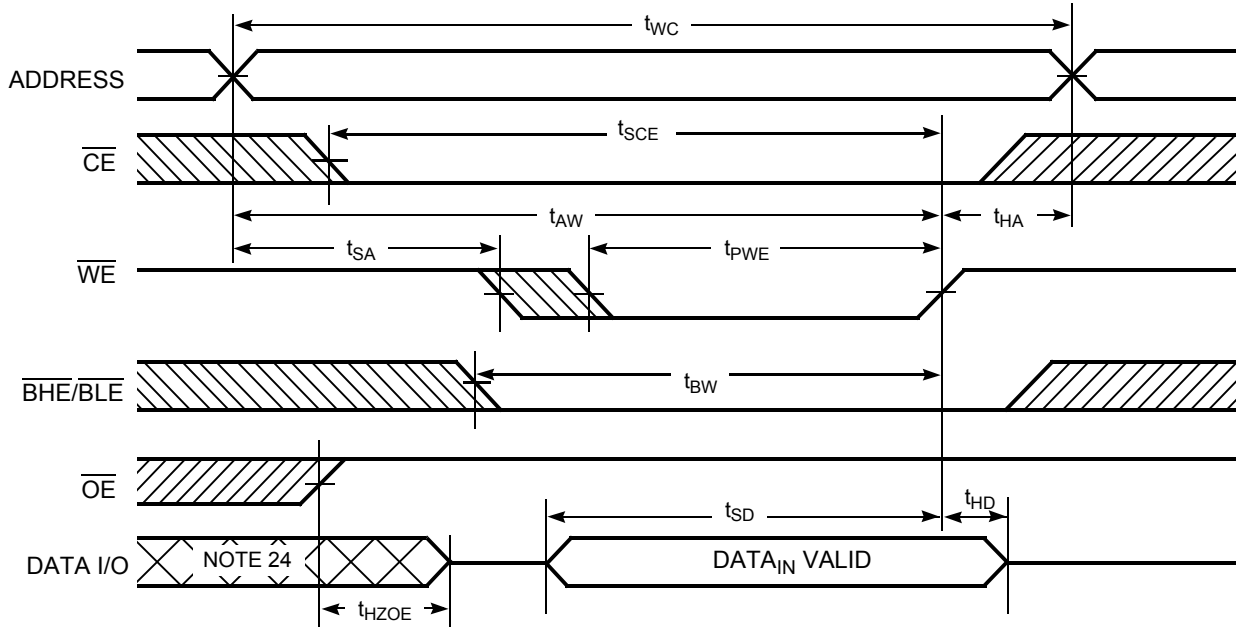 tWC
ADDRESS
tSCE
CE
tAW
tHA
tSA
tPWE
WE
BHE/BLE
tBW
OE
tSD
tHD
DATA I/O
NOTE 24
DATAIN VALID
tHZOE